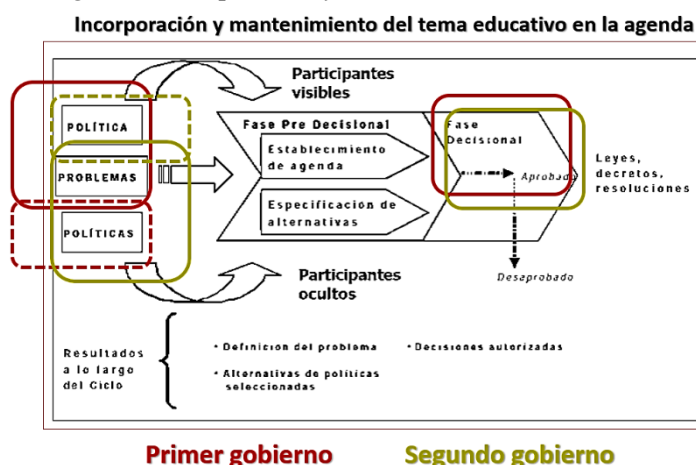 Incorporación y mantenimiento del tema educativo en la agenda
Participantes
visibles
POLÍTICA
PROBLEMAS
POLÍTICAS
Fase Pre Decisional
Establecimiento
de agenda
Especificación de
alternativas
Fase
Decisional
Aprobado
Desaprobado
Leyes,
decretos,
resoluciones
Participantes
ocultos
Resultados
a lo largo
del Ciclo
• Definición del problema
• Decisiones autorizadas
• Alternativas de políticas
seleccionadas
Primer gobierno
Segundo gobierno